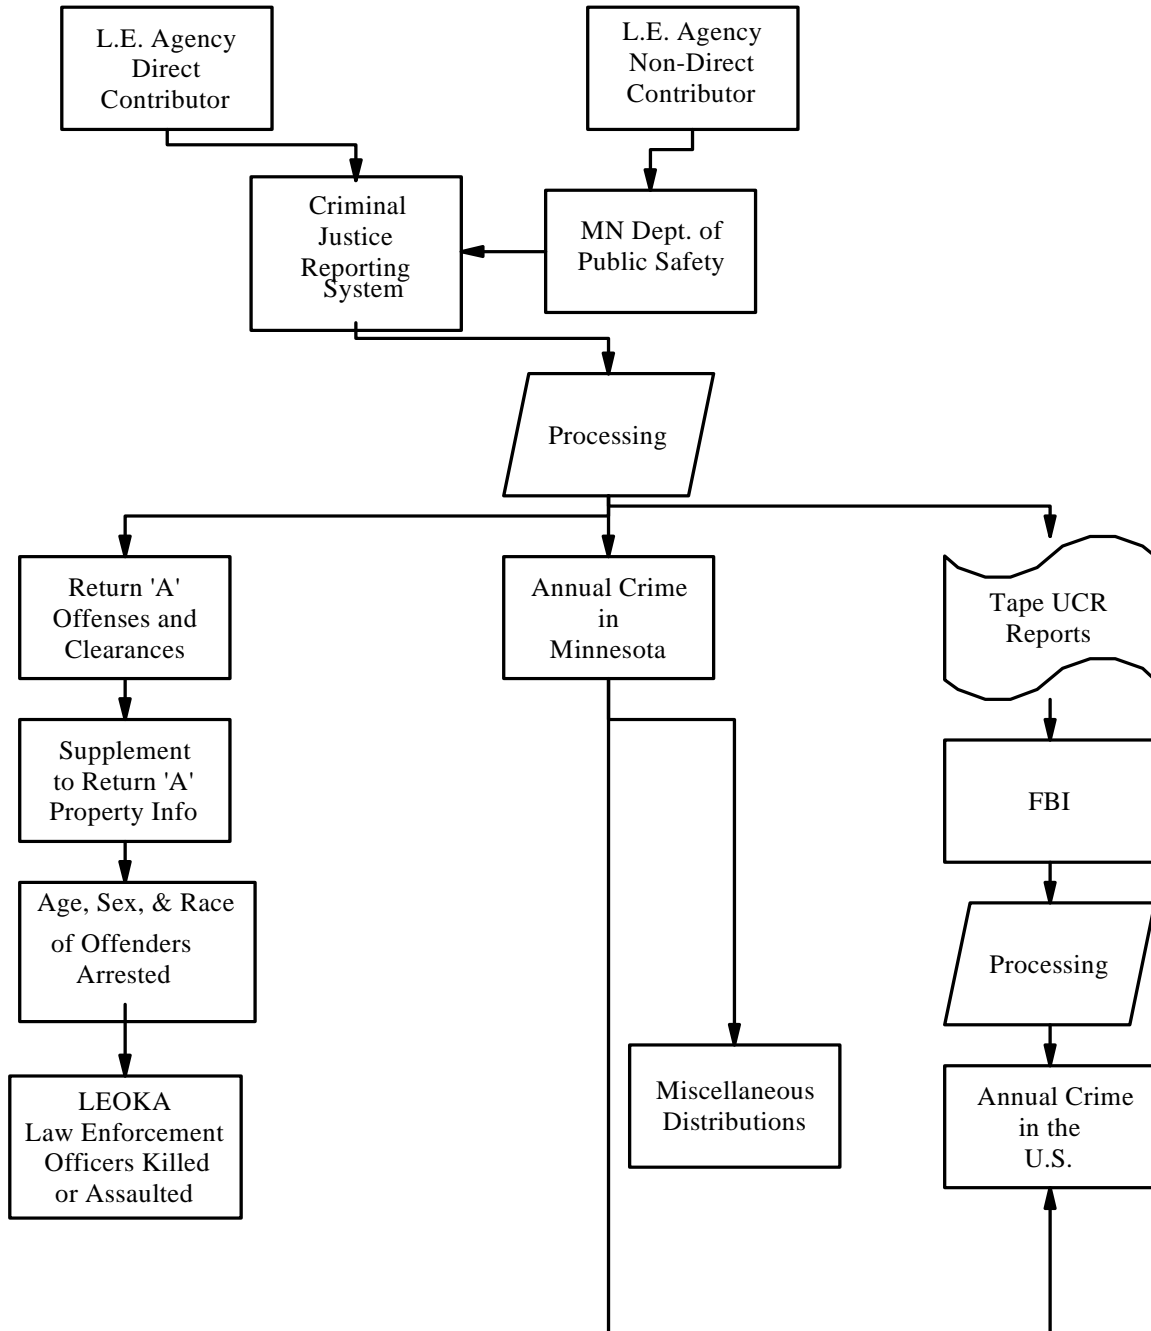 L.E. Agency
Direct
Contributor
L.E. Agency
Non-Direct
Contributor
Criminal
Justice
Reporting
System
MN Dept. of
Public Safety
Processing
Return 'A'
Offenses and
Clearances
Annual Crime
in
Minnesota
Tape UCR
Reports
Supplement
to Return 'A'
Property Info
FBI
Age, Sex, & Race
of Offenders
Arrested
Processing
Miscellaneous
Distributions
LEOKA
Law Enforcement
Officers Killed
or Assaulted
Annual Crime
in the
U.S.